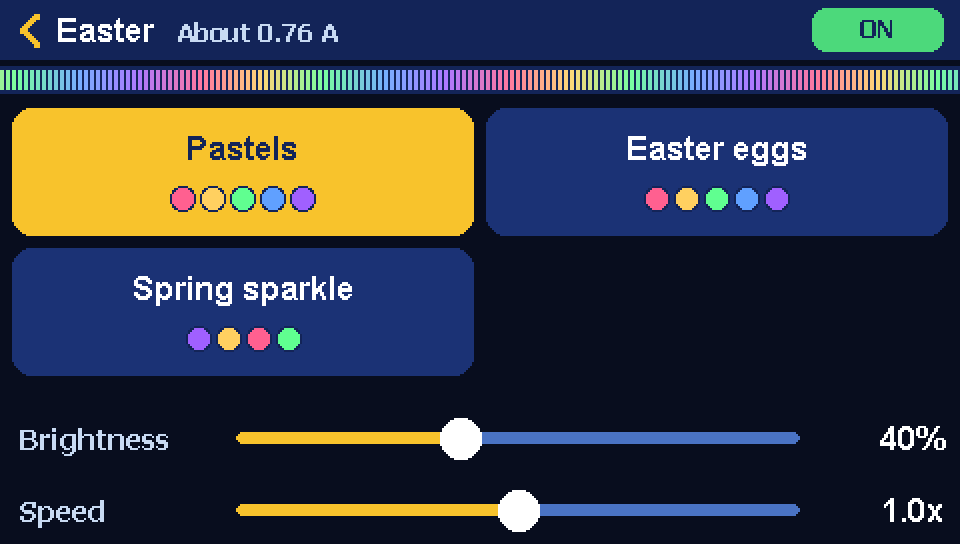 Easter About 0.76 A ON
Pastels
Easter eggs
Spring sparkle
Brightness 40%
Speed 1.0x